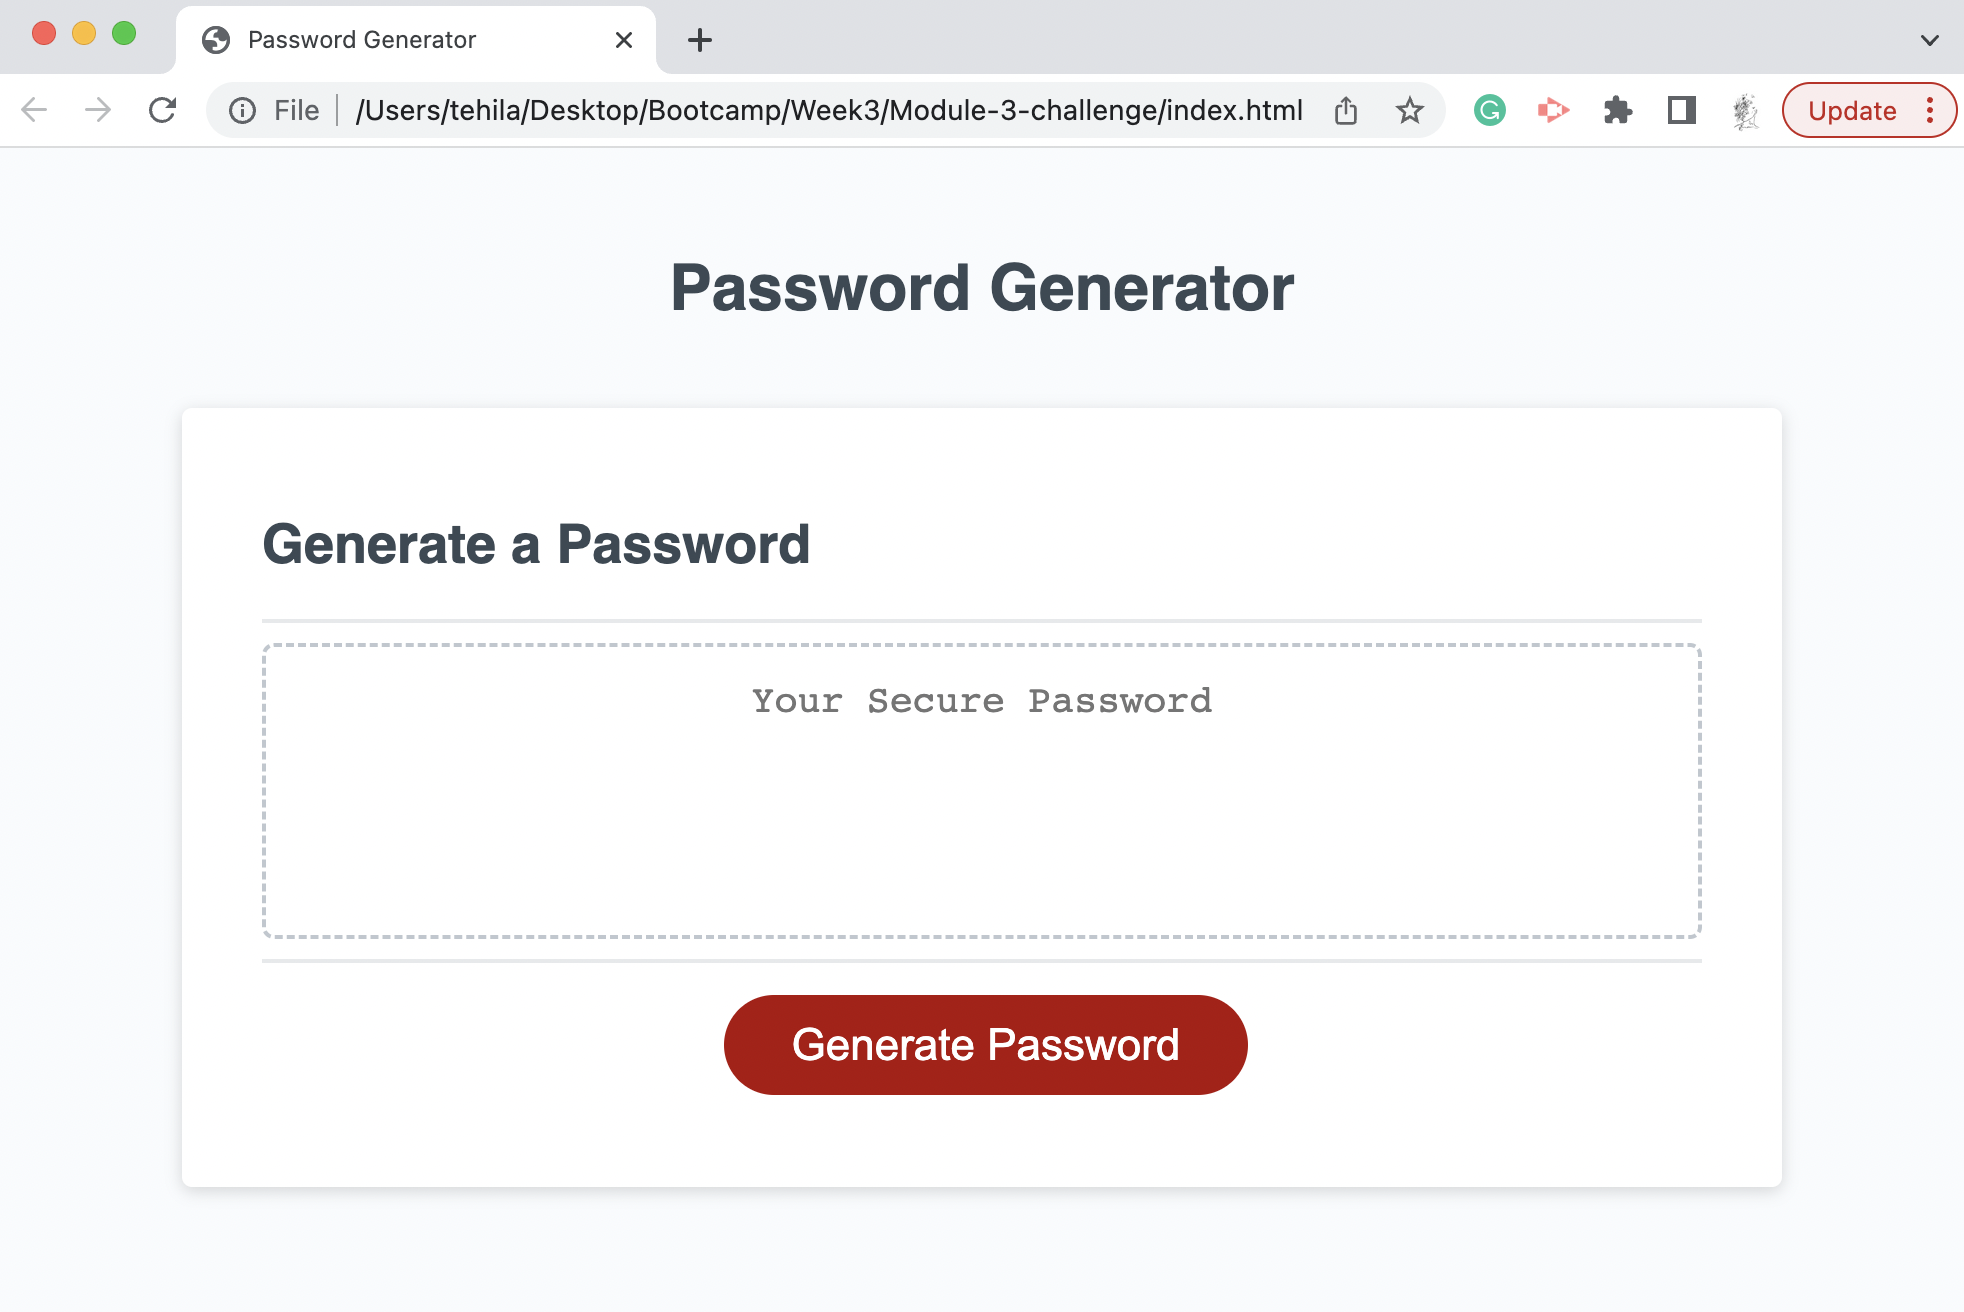 Password Generator
File /Users/tehila/Desktop/Bootcamp/Week3/Module-3-challenge/index.html Update
Password Generator
Generate a Password
Your Secure Password
Generate Password